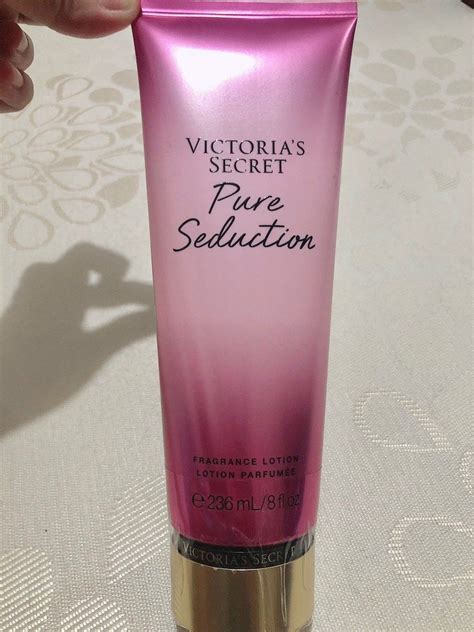 VICTORIA'S
SECRET
Pure
Seduction
FRAGRANCE LOTION
LOTION PARFUMÉE
℮ 236 mL/8 fl oz
VICTORIA'S SECRET